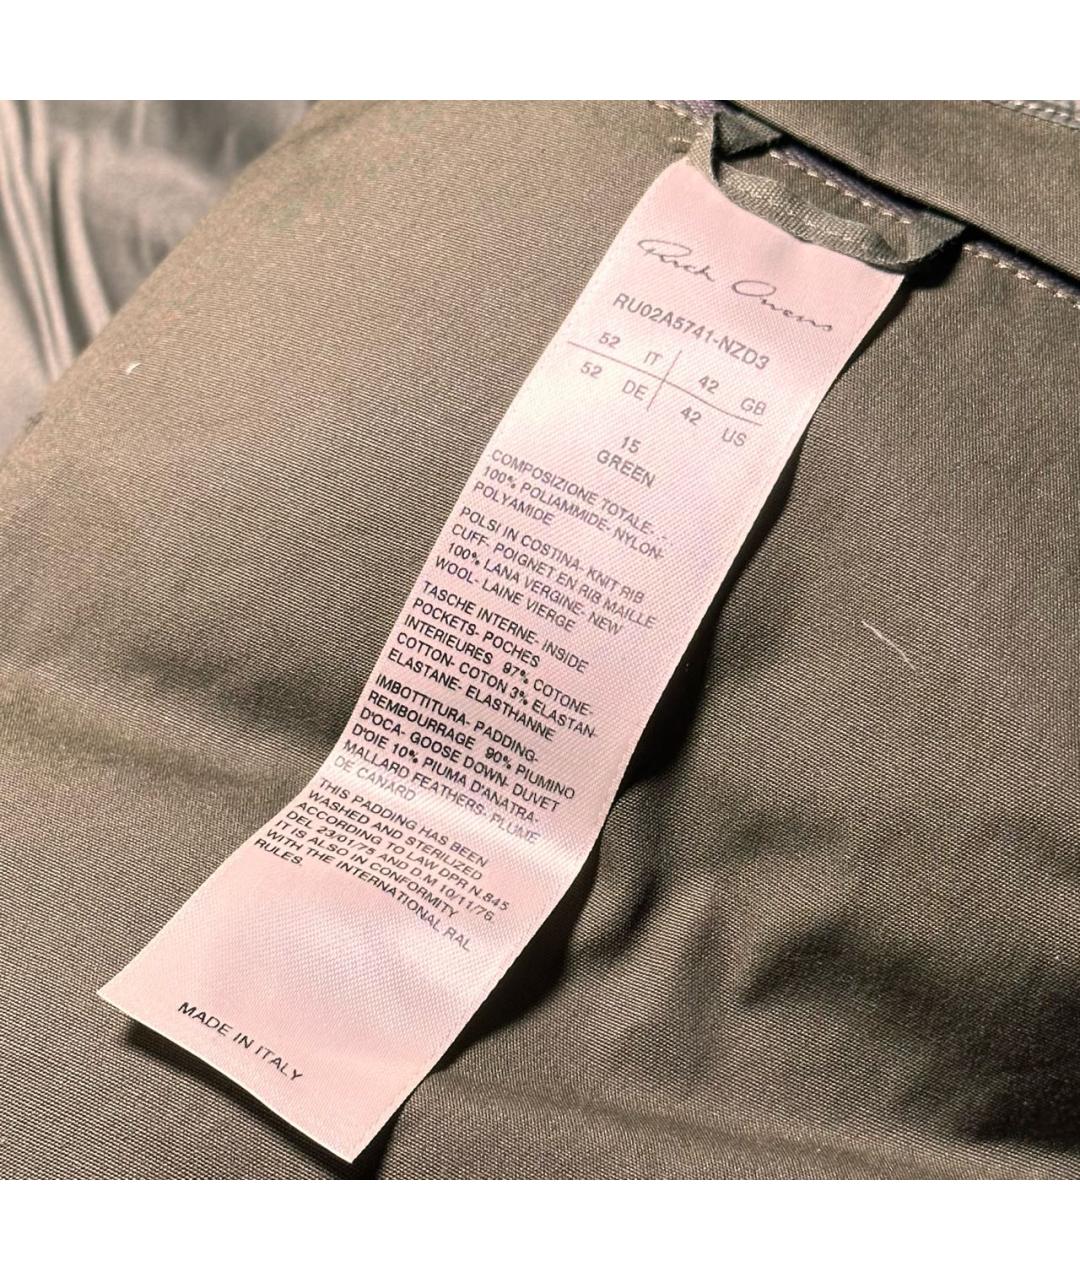 Rick Owens
RU02A5741-NZD3
52 IT 42 GB
52 DE 42 US
15
GREEN
COMPOSIZIONE TOTALE-.-
100% POLIAMMIDE- NYLON-
POLYAMIDE
POLSI IN COSTINA- KNIT RIB
CUFF- POIGNET EN RIB MAILLE
100% LANA VERGINE- NEW
WOOL- LAINE VIERGE
TASCHE INTERNE- INSIDE
POCKETS- POCHES
INTERIEURES 97% COTONE-
COTTON- COTON 3% ELASTAN-
ELASTANE- ELASTHANNE
IMBOTTITURA- PADDING-
REMBOURRAGE 90% PIUMINO
D'OCA- GOOSE DOWN- DUVET
D'OIE 10% PIUMA D'ANATRA-
MALLARD FEATHERS- PLUME
DE CANARD
THIS PADDING HAS BEEN
WASHED AND STERILIZED
ACCORDING TO LAW DPR N.845
DEL 23/01/75 AND D.M 10/11/76.
IT IS ALSO IN CONFORMITY
WITH THE INTERNATIONAL RAL
RULES.
MADE IN ITALY